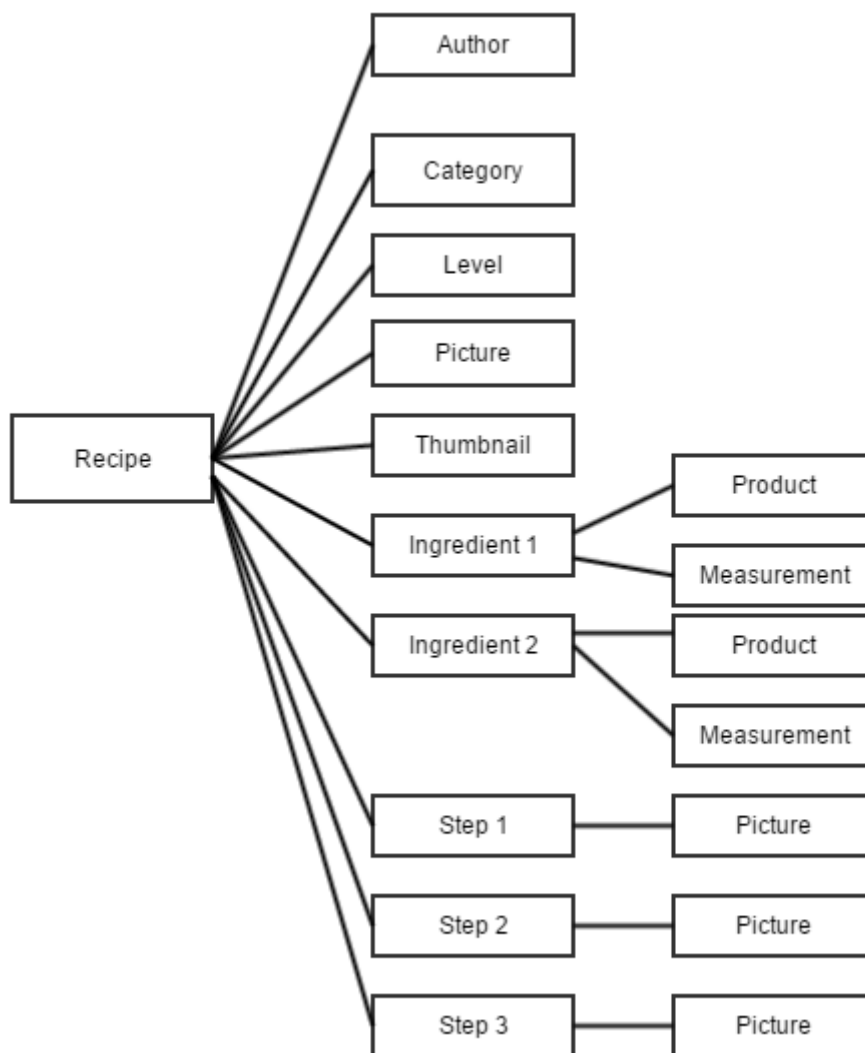 Author
Category
Level
Picture
Recipe
Thumbnail
Product
Ingredient 1
Measurement
Ingredient 2
Product
Measurement
Step 1
Picture
Step 2
Picture
Step 3
Picture